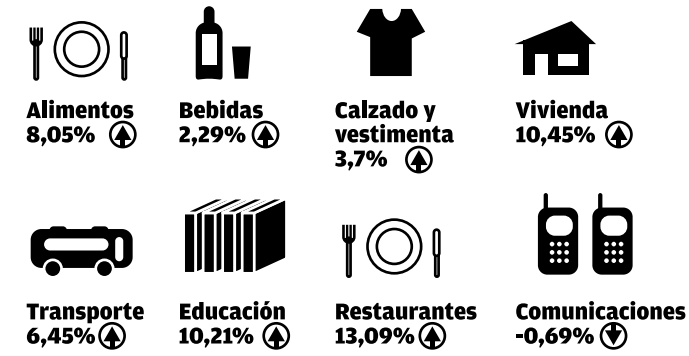 Alimentos
8,05%
Bebidas
2,29%
Calzado y
vestimenta
3,7%
Vivienda
10,45%
Transporte
6,45%
Educación
10,21%
Restaurantes
13,09%
Comunicaciones
-0,69%